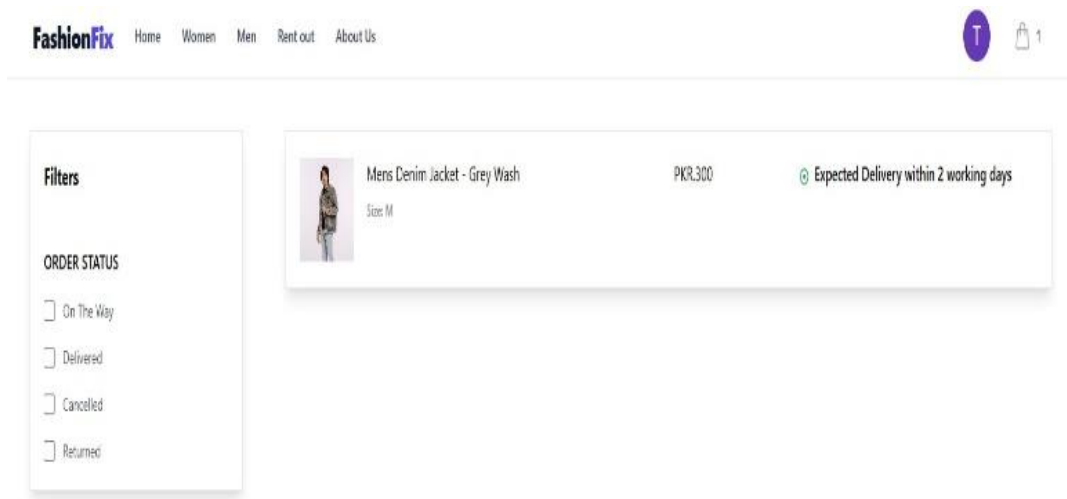 FashionFix Home Women Men Rent out About Us T 1
Filters
ORDER STATUS
On The Way
Delivered
Cancelled
Returned
Mens Denim Jacket - Grey Wash PKR.300 Expected Delivery within 2 working days
Size: M